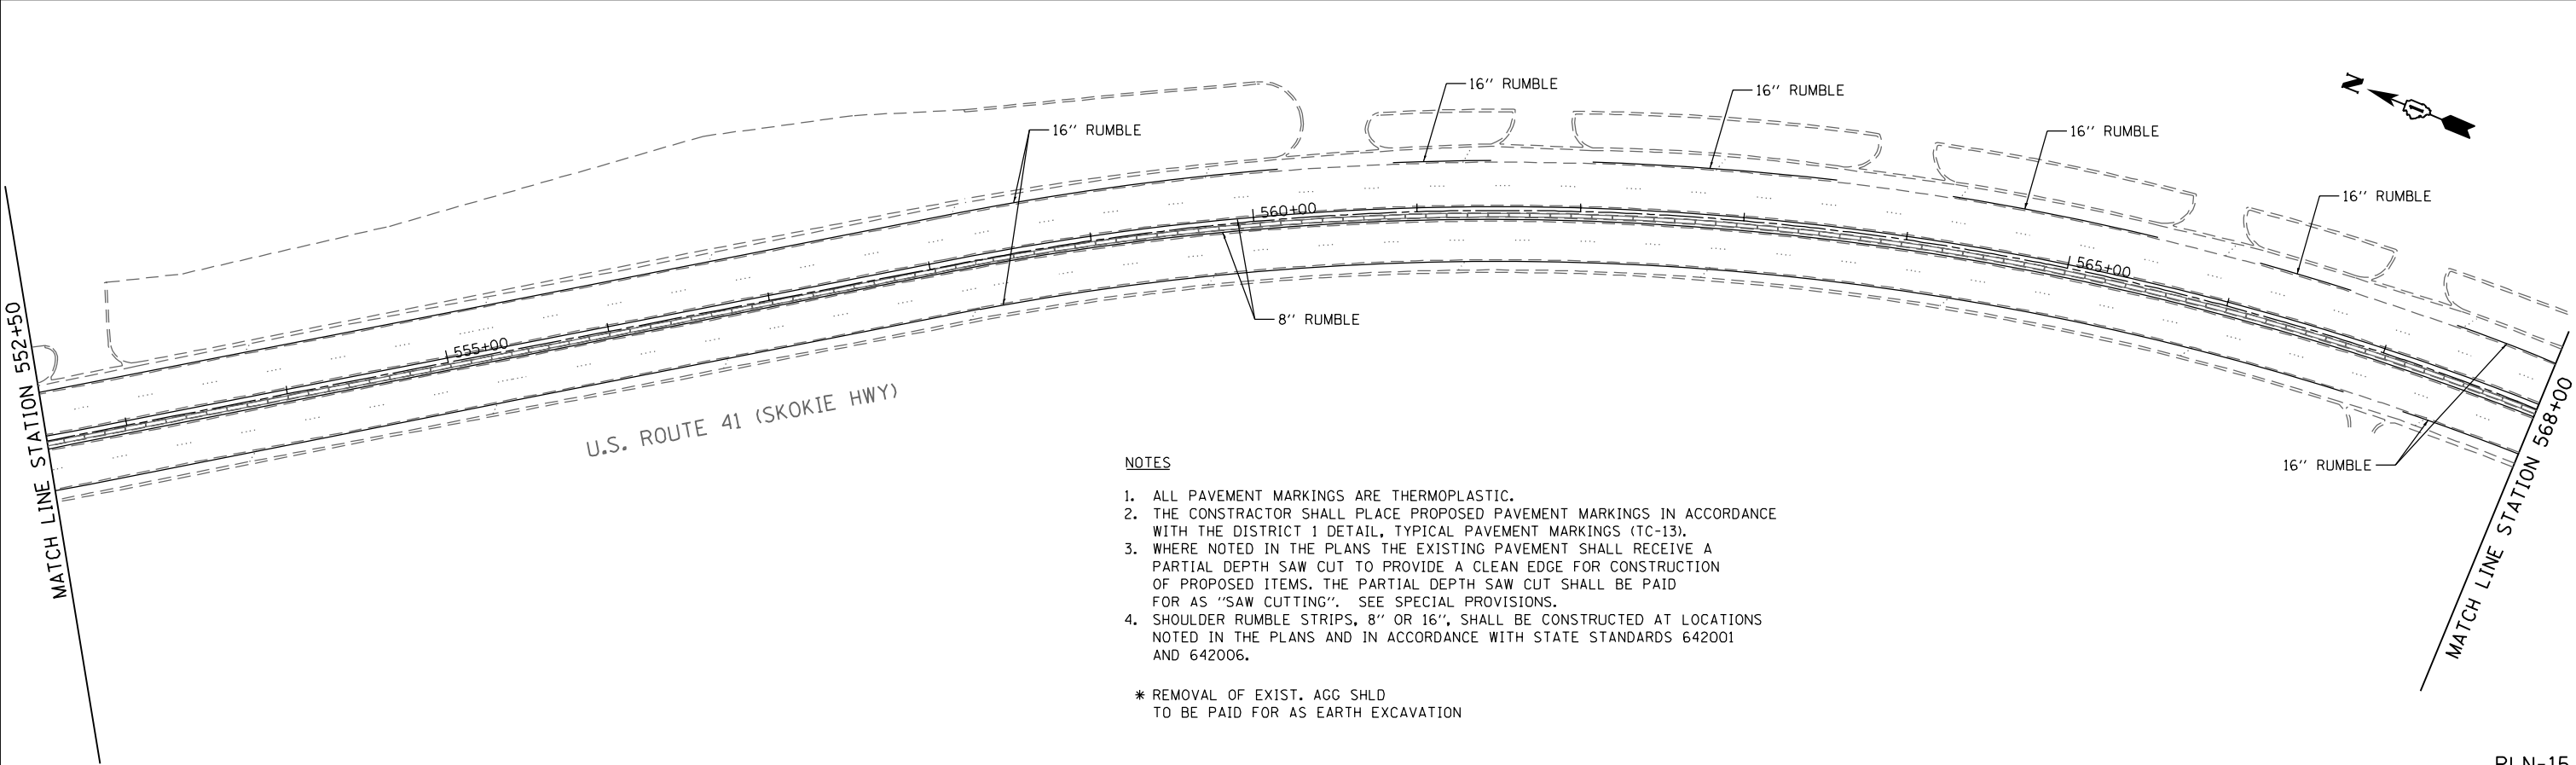 16'' RUMBLE
16'' RUMBLE
16'' RUMBLE
16'' RUMBLE
16'' RUMBLE
N
1
560+00
565+00
555+00
8'' RUMBLE
MATCH LINE STATION 552+50
U.S. ROUTE 41 (SKOKIE HWY)
16'' RUMBLE
MATCH LINE STATION 568+00
NOTES
1. ALL PAVEMENT MARKINGS ARE THERMOPLASTIC.
2. THE CONSTRACTOR SHALL PLACE PROPOSED PAVEMENT MARKINGS IN ACCORDANCE
WITH THE DISTRICT 1 DETAIL, TYPICAL PAVEMENT MARKINGS (TC-13).
3. WHERE NOTED IN THE PLANS THE EXISTING PAVEMENT SHALL RECEIVE A
PARTIAL DEPTH SAW CUT TO PROVIDE A CLEAN EDGE FOR CONSTRUCTION
OF PROPOSED ITEMS. THE PARTIAL DEPTH SAW CUT SHALL BE PAID
FOR AS ''SAW CUTTING''. SEE SPECIAL PROVISIONS.
4. SHOULDER RUMBLE STRIPS, 8'' OR 16'', SHALL BE CONSTRUCTED AT LOCATIONS
NOTED IN THE PLANS AND IN ACCORDANCE WITH STATE STANDARDS 642001
AND 642006.
* REMOVAL OF EXIST. AGG SHLD
TO BE PAID FOR AS EARTH EXCAVATION